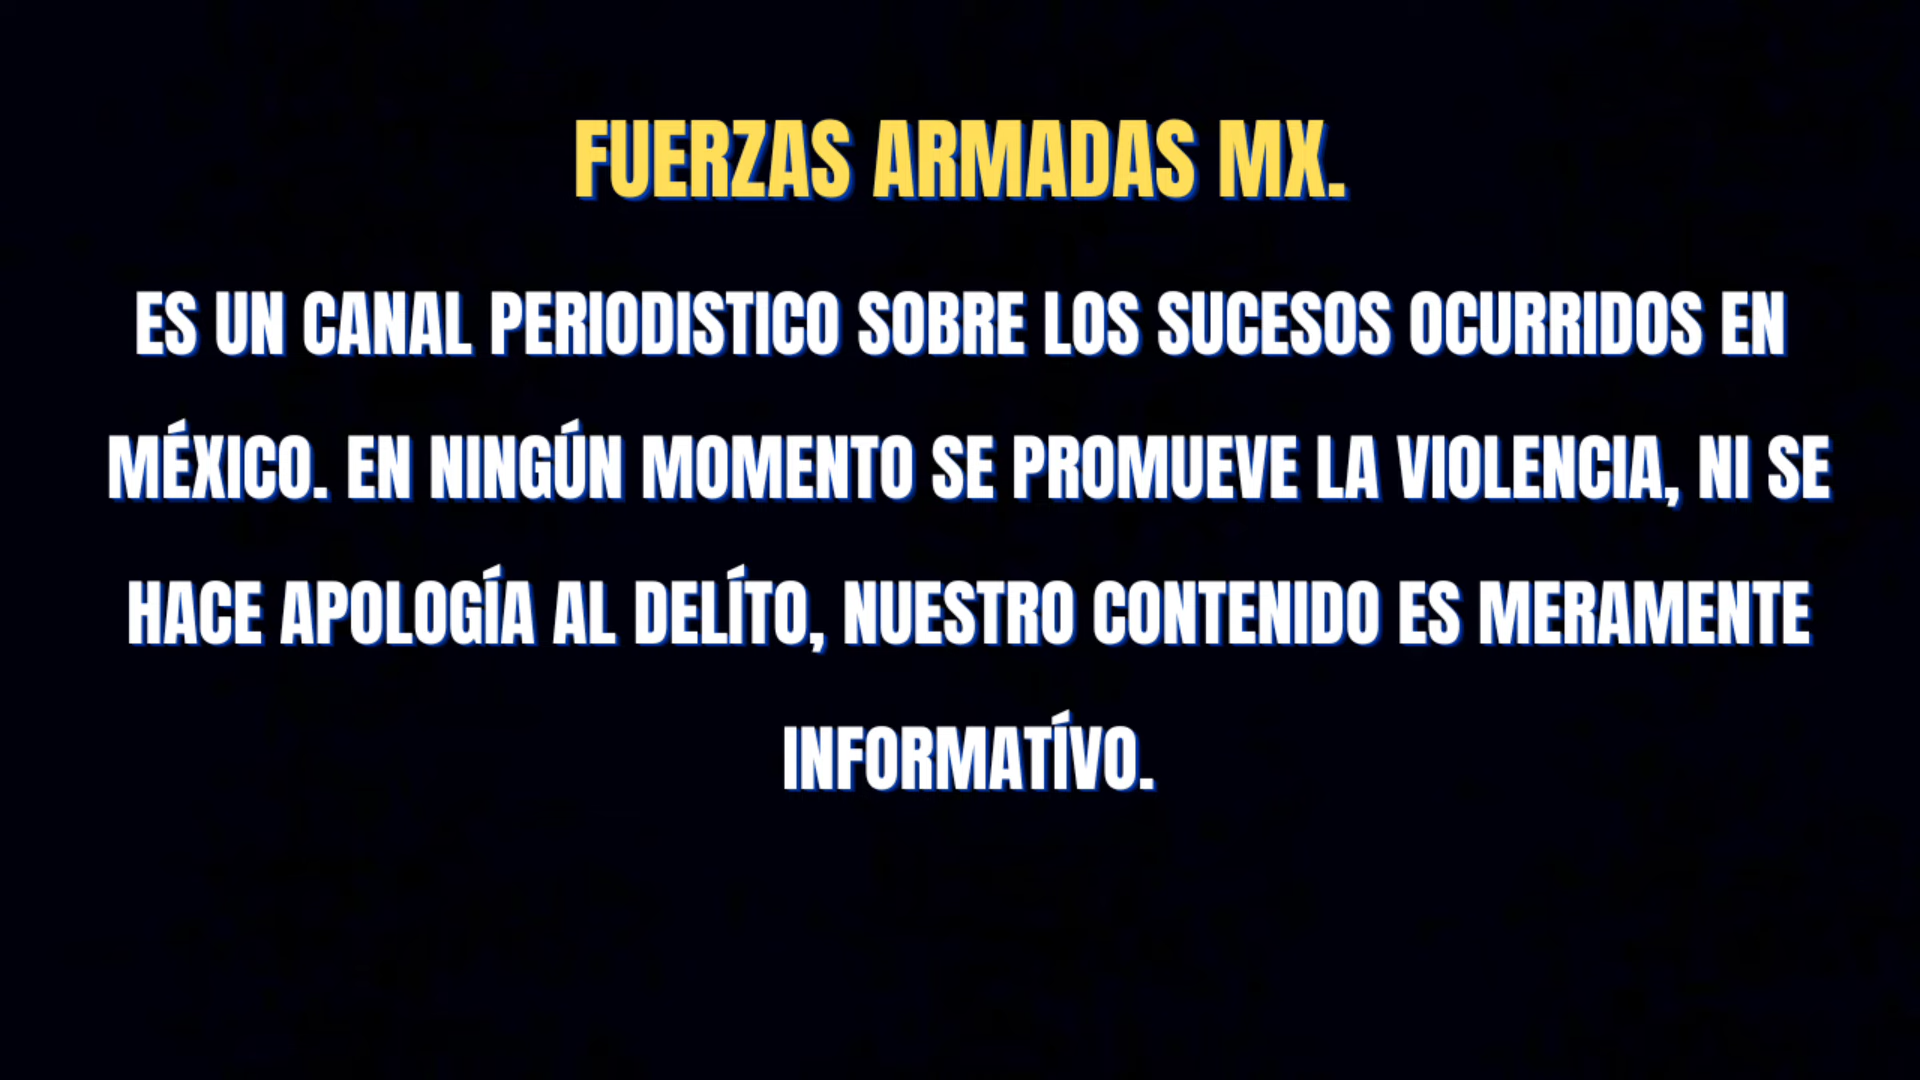 FUERZAS ARMADAS MX.
ES UN CANAL PERIODISTICO SOBRE LOS SUCESOS OCURRIDOS EN
MÉXICO. EN NINGÚN MOMENTO SE PROMUEVE LA VIOLENCIA, NI SE
HACE APOLOGÍA AL DELÍTO, NUESTRO CONTENIDO ES MERAMENTE
INFORMATÍVO.